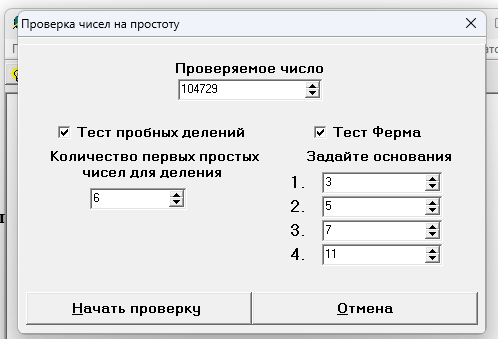 Проверка чисел на простоту
Проверяемое число
104729
Тест пробных делений
Тест Ферма
Количество первых простых
чисел для деления
6
Задайте основания
1. 3
2. 5
3. 7
4. 11
Начать проверку
Отмена